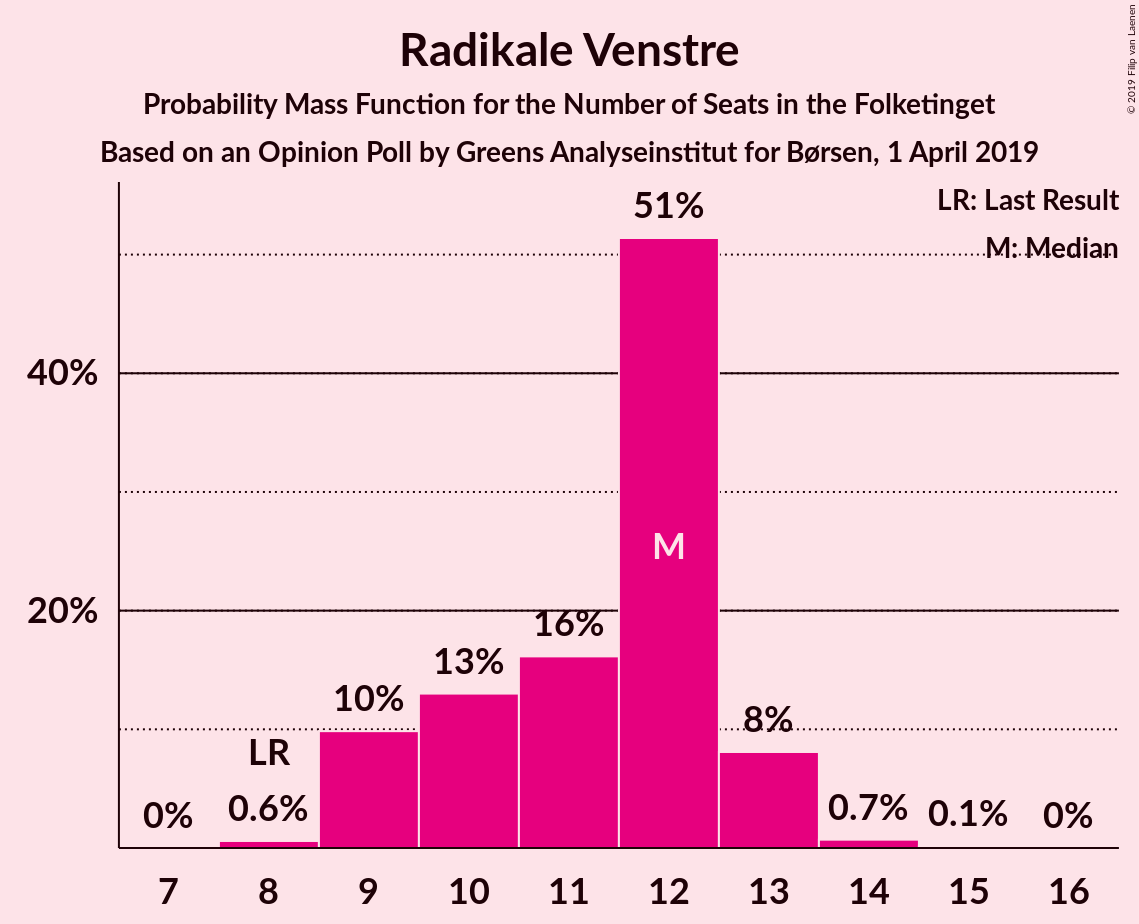 Radikale Venstre
Probability Mass Function for the Number of Seats in the Folketinget
Based on an Opinion Poll by Greens Analyseinstitut for Børsen, 1 April 2019
© 2019 Filip van Laenen
LR: Last Result
M: Median
51%
40%
20%
M
16%
13%
10%
8%
LR
0%
0.6%
0.7%
0.1%
0%
7 8 9 10 11 12 13 14 15 16